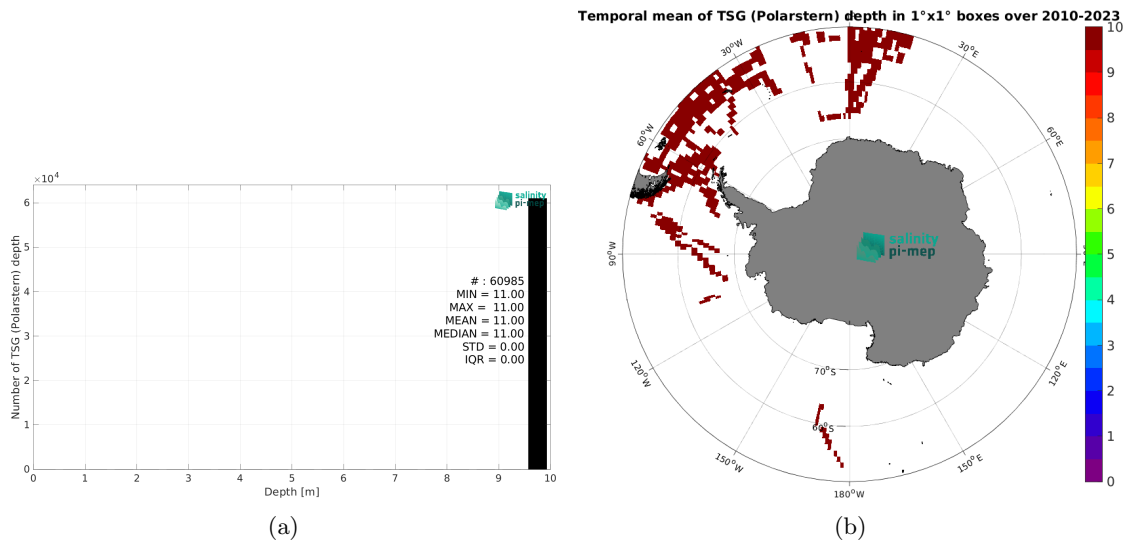 Temporal mean of TSG (Polarstern) depth in 1°x1° boxes over 2010-2023
×10⁴
6
5
4
3
2
1
0
Number of TSG (Polarstern) depth
salinity
pi-mep
# : 60985
MIN = 11.00
MAX = 11.00
MEAN = 11.00
MEDIAN = 11.00
STD = 0.00
IQR = 0.00
0 1 2 3 4 5 6 7 8 9 10
Depth [m]
(a)
30°W
30°E
60°W
60°E
90°W
salinity
pi-mep
120°W
120°E
70°S
60°S
150°W
150°E
180°W
10
9
8
7
6
5
4
3
2
1
0
(b)